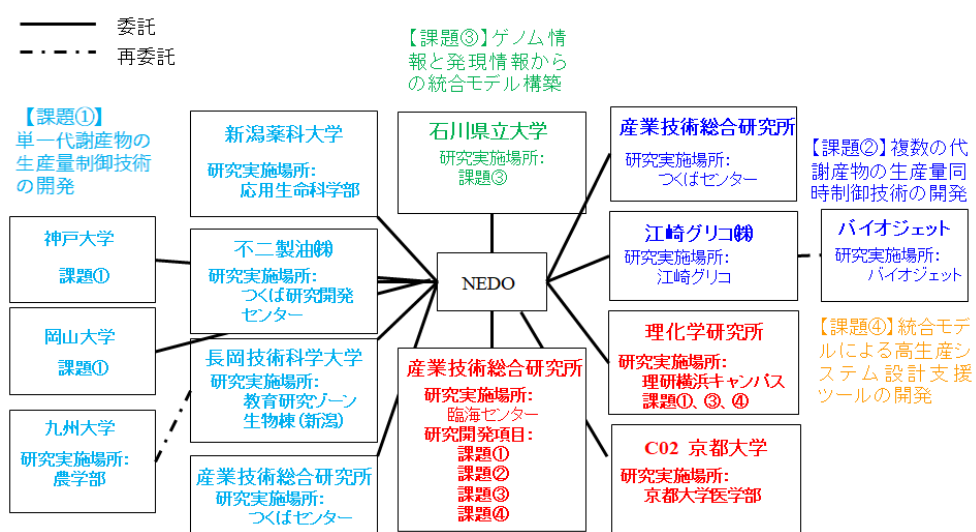 委託
再委託
【課題③】ゲノム情
報と発現情報から
の統合モデル構築
【課題①】
単一代謝産物の
生産量制御技術
の開発
新潟薬科大学
研究実施場所:
応用生命科学部
石川県立大学
研究実施場所:
課題③
産業技術総合研究所
研究実施場所:
つくばセンター
【課題②】複数の代
謝産物の生産量同
時制御技術の開発
神戸大学
課題①
不二製油㈱
研究実施場所:
つくば研究開発
センター
NEDO
江崎グリコ㈱
研究実施場所:
江崎グリコ
バイオジェット
研究実施場所:
バイオジェット
岡山大学
課題①
長岡技術科学大学
研究実施場所:
教育研究ゾーン
生物棟(新潟)
産業技術総合研究所
研究実施場所:
臨海センター
研究開発項目:
課題①
課題②
課題③
課題④
理化学研究所
研究実施場所:
理研横浜キャンパス
課題①、③、④
【課題④】統合モデ
ルによる高生産シ
ステム設計支援
ツールの開発
九州大学
研究実施場所:
農学部
産業技術総合研究所
研究実施場所:
つくばセンター
C02 京都大学
研究実施場所:
京都大学医学部